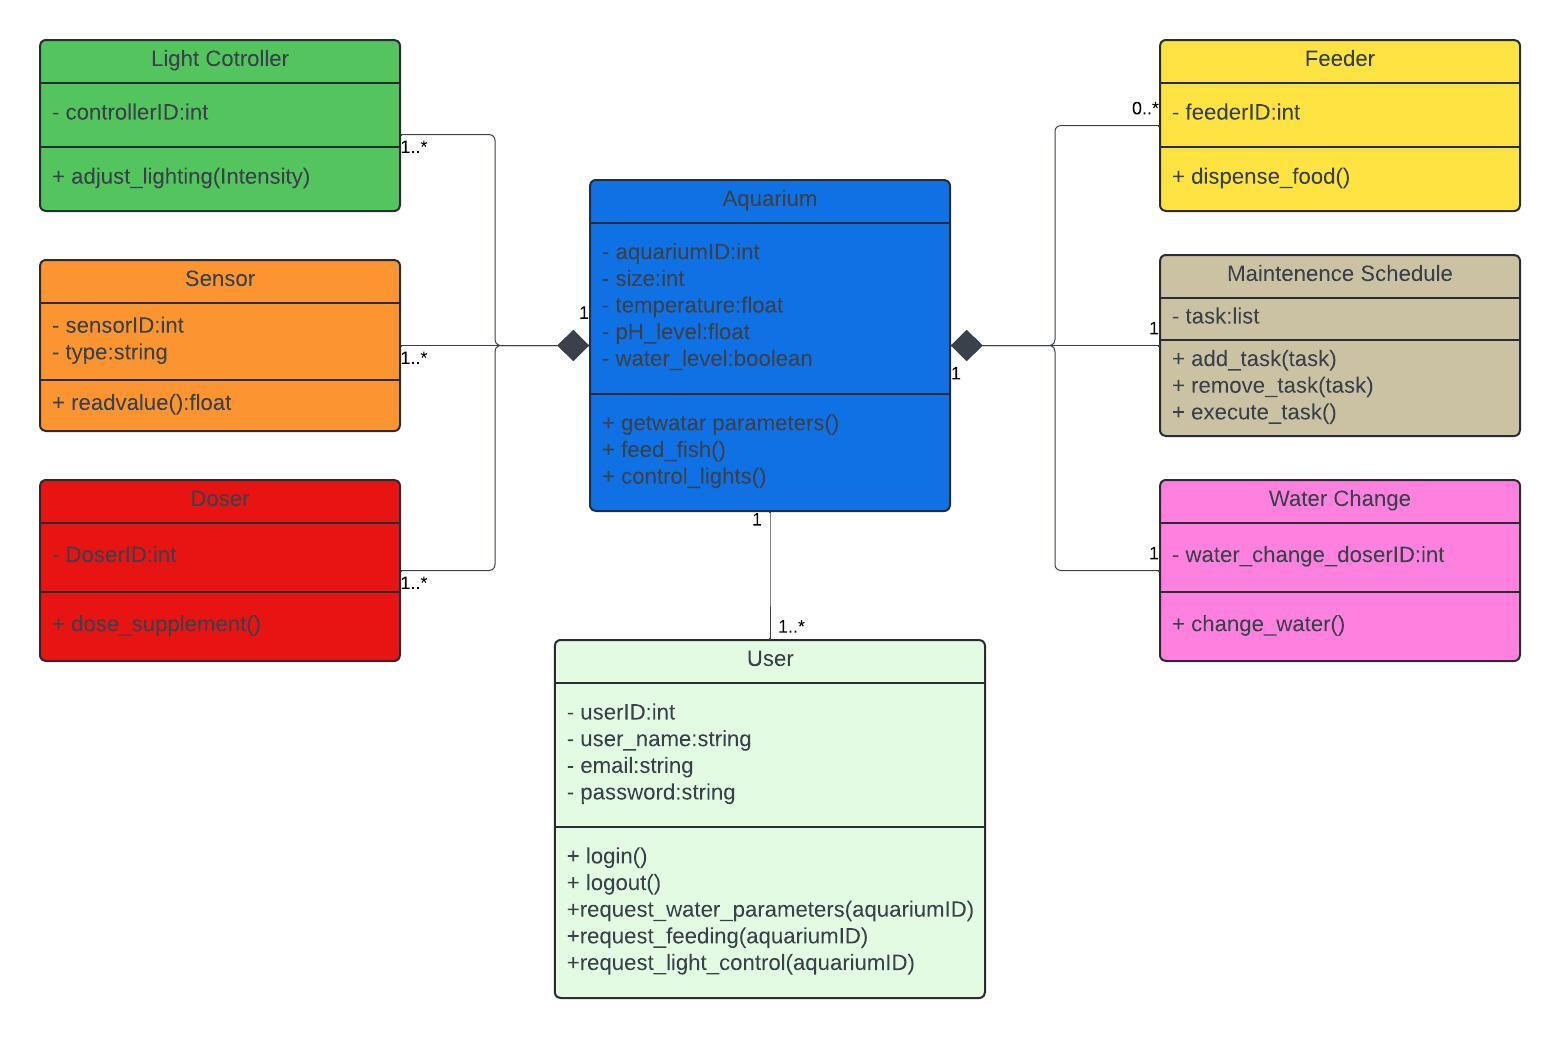 Light Cotroller
- controllerID:int
+ adjust_lighting(Intensity)
1..*
Sensor
- sensorID:int
- type:string
+ readvalue():float
1..*
Doser
- DoserID:int
+ dose_supplement()
1..*
1
Aquarium
- aquariumID:int
- size:int
- temperature:float
- pH_level:float
- water_level:boolean
+ getwatar parameters()
+ feed_fish()
+ control_lights()
1
1
1..*
User
- userID:int
- user_name:string
- email:string
- password:string
+ login()
+ logout()
+request_water_parameters(aquariumID)
+request_feeding(aquariumID)
+request_light_control(aquariumID)
0..*
Feeder
- feederID:int
+ dispense_food()
1
Maintenence Schedule
- task:list
+ add_task(task)
+ remove_task(task)
+ execute_task()
1
Water Change
- water_change_doserID:int
+ change_water()